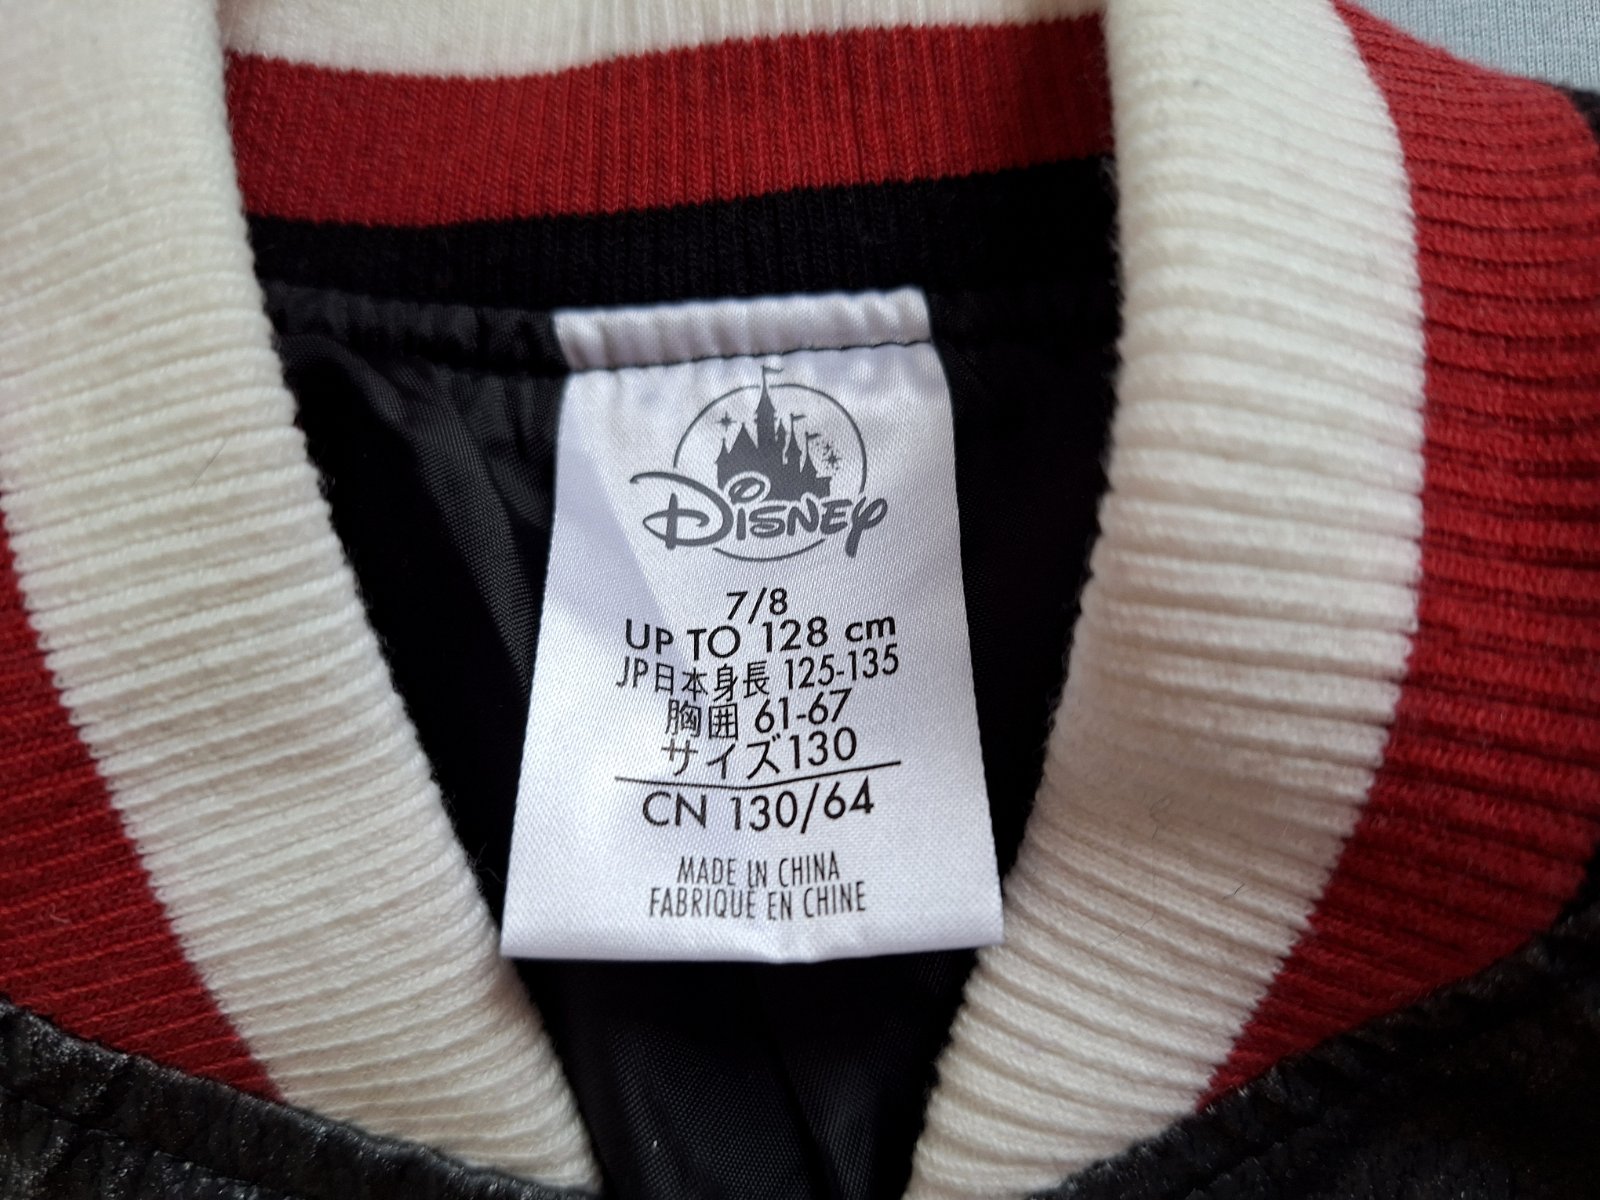 Disney
7/8
UP TO 128 cm
JP日本身長 125-135
胸囲 61-67
サイズ130
CN 130/64
MADE IN CHINA
FABRIQUÉ EN CHINE